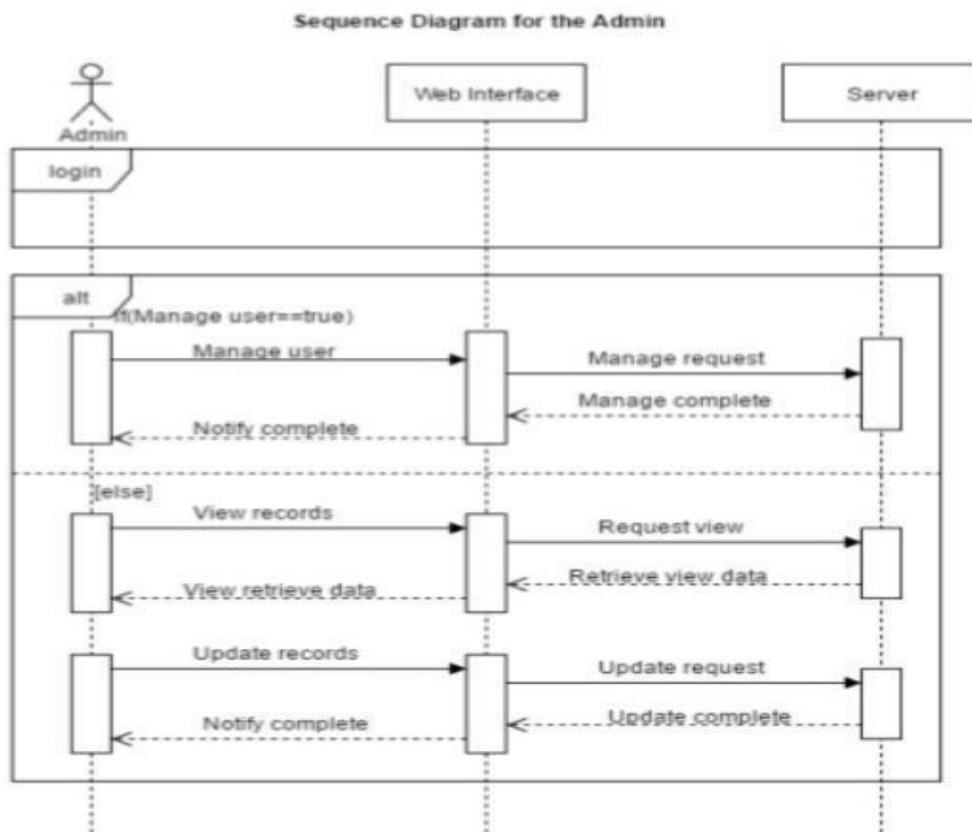 Sequence Diagram for the Admin
Admin
Web Interface
Server
login
alt
if(Manage user==true)
Manage user
Manage request
Manage complete
Notify complete
[else]
View records
Request view
Retrieve view data
View retrieve data
Update records
Update request
Update complete
Notify complete